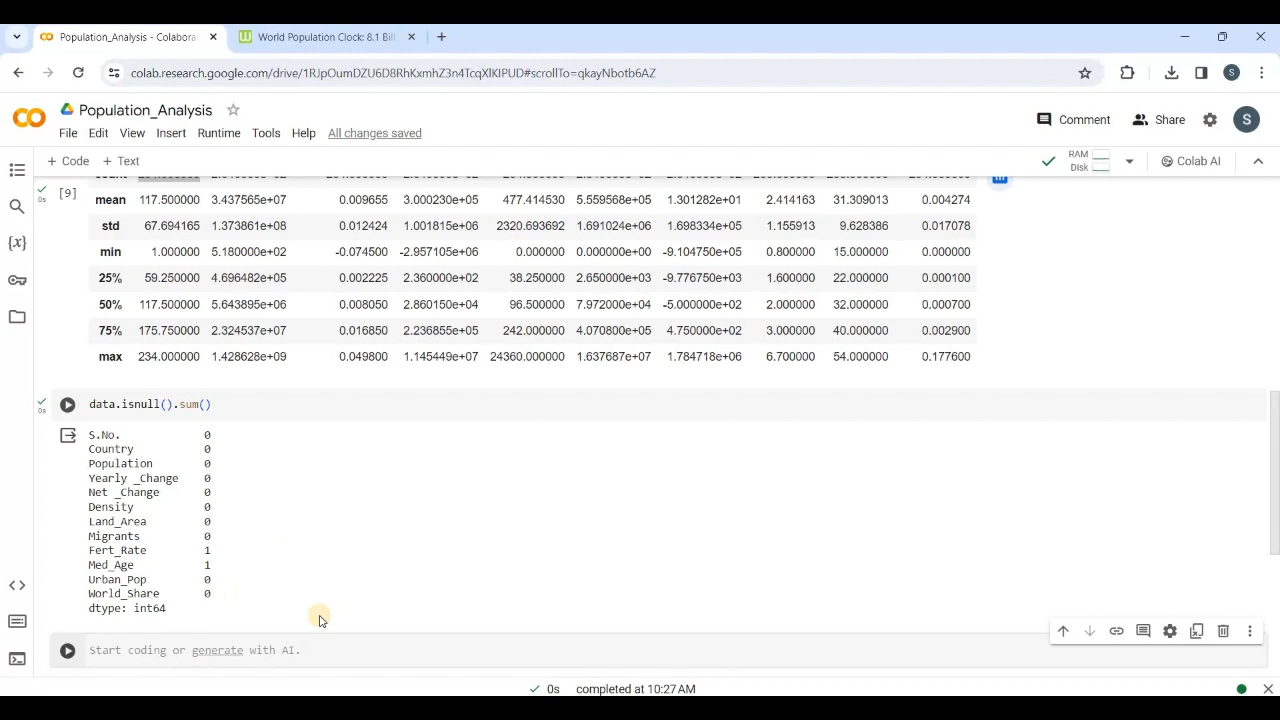 Population_Analysis - Colabora
World Population Clock: 8.1 Bil
colab.research.google.com/drive/1RJpOumDZU6D8RhKxmhZ3n4TcqXlKIPUD#scrollTo=qkayNbotb6AZ
S
Population_Analysis
File Edit View Insert Runtime Tools Help All changes saved
Comment Share S
+ Code + Text
RAM
Disk
Colab AI
[9]
0s
mean 117.500000 3.437565e+07 0.009655 3.000230e+05 477.414530 5.559568e+05 1.301282e+01 2.414163 31.309013 0.004274
std 67.694165 1.373861e+08 0.012424 1.001815e+06 2320.693692 1.691024e+06 1.698334e+05 1.155913 9.628386 0.017078
min 1.000000 5.180000e+02 -0.074500 -2.957106e+06 0.000000 0.000000e+00 -9.104750e+05 0.800000 15.000000 0.000000
25% 59.250000 4.696482e+05 0.002225 2.360000e+02 38.250000 2.650000e+03 -9.776750e+03 1.600000 22.000000 0.000100
50% 117.500000 5.643895e+06 0.008050 2.860150e+04 96.500000 7.972000e+04 -5.000000e+02 2.000000 32.000000 0.000700
75% 175.750000 2.324537e+07 0.016850 2.236855e+05 242.000000 4.070800e+05 4.750000e+02 3.000000 40.000000 0.002900
max 234.000000 1.428628e+09 0.049800 1.145449e+07 24360.000000 1.637687e+07 1.784718e+06 6.700000 54.000000 0.177600
0s
data.isnull().sum()
S.No. 0
Country 0
Population 0
Yearly _Change 0
Net _Change 0
Density 0
Land_Area 0
Migrants 0
Fert_Rate 1
Med_Age 1
Urban_Pop 0
World_Share 0
dtype: int64
Start coding or generate with AI.
0s completed at 10:27 AM